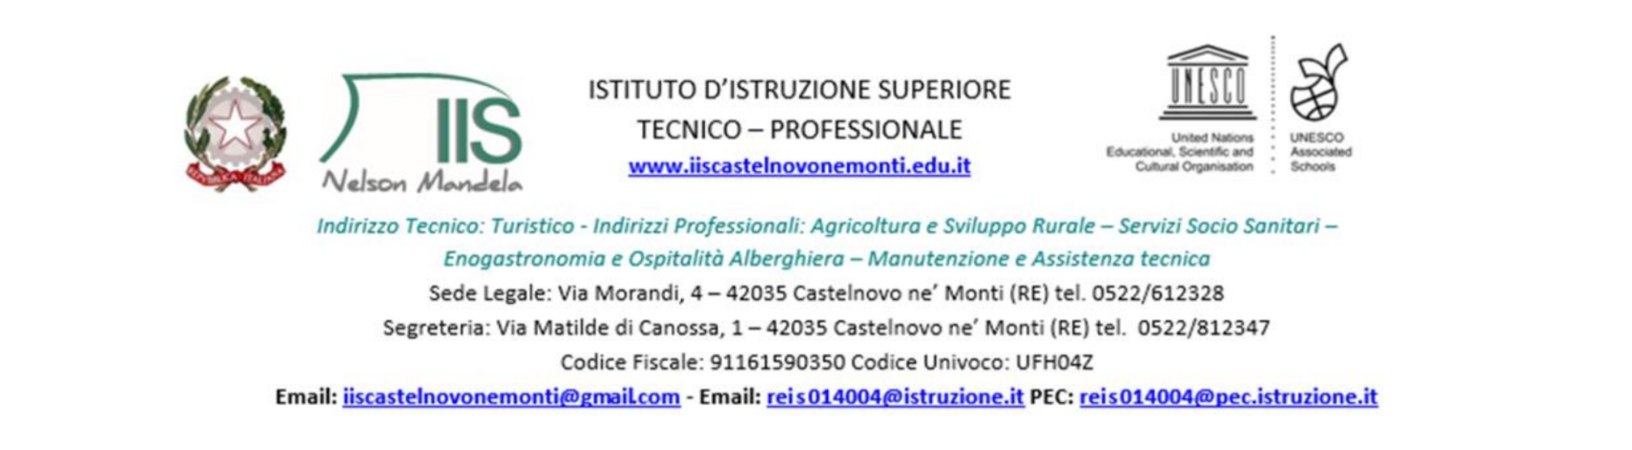 REPVBBLICA ITALIANA
IIS
Nelson Mandela
ISTITUTO D'ISTRUZIONE SUPERIORE
TECNICO – PROFESSIONALE
www.iiscastelnovonemonti.edu.it
UNESCO
United Nations
Educational, Scientific and
Cultural Organisation
UNESCO
Associated
Schools
Indirizzo Tecnico: Turistico - Indirizzi Professionali: Agricoltura e Sviluppo Rurale – Servizi Socio Sanitari –
Enogastronomia e Ospitalità Alberghiera – Manutenzione e Assistenza tecnica
Sede Legale: Via Morandi, 4 – 42035 Castelnovo ne' Monti (RE) tel. 0522/612328
Segreteria: Via Matilde di Canossa, 1 – 42035 Castelnovo ne' Monti (RE) tel. 0522/812347
Codice Fiscale: 91161590350 Codice Univoco: UFH04Z
Email: iiscastelnovonemonti@gmail.com - Email: reis014004@istruzione.it PEC: reis014004@pec.istruzione.it